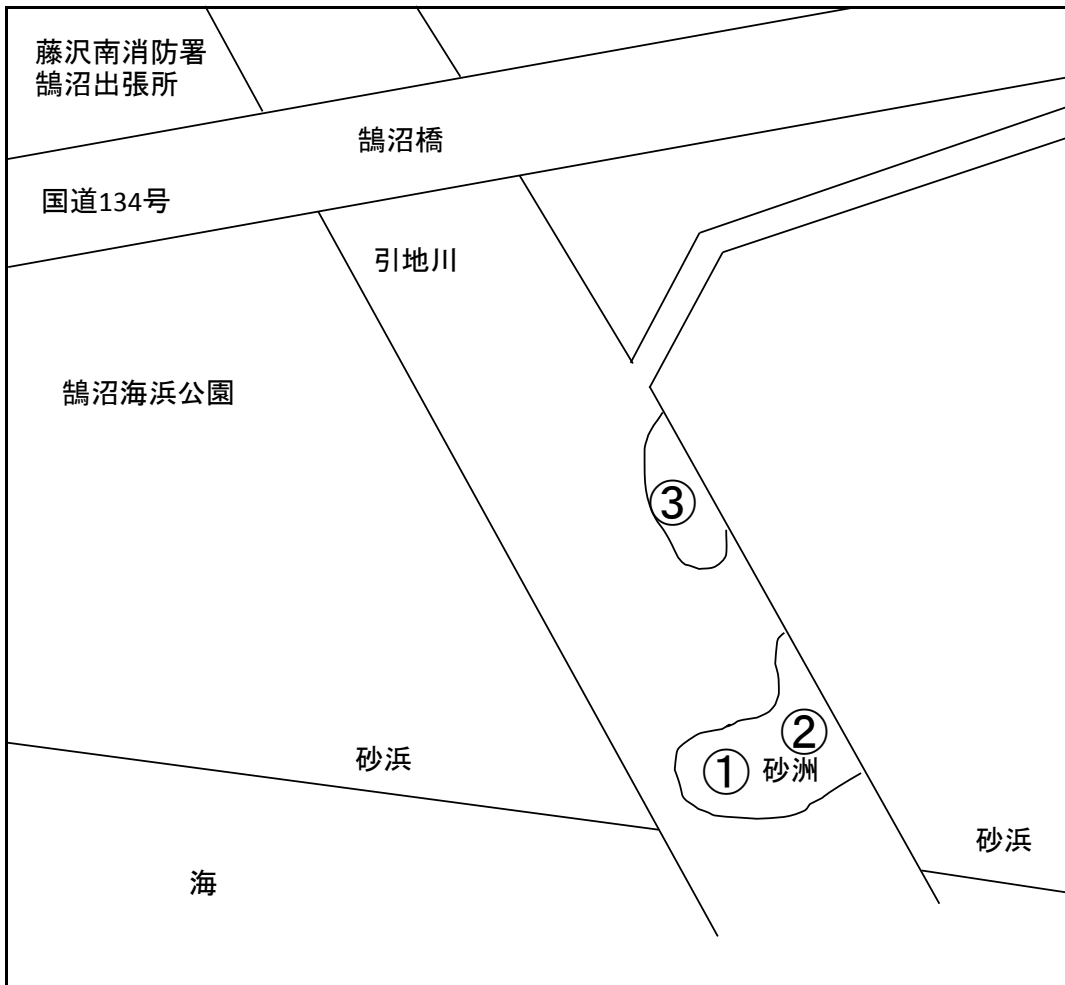 藤沢南消防署
鵠沼出張所
鵠沼橋
国道134号
引地川
鵠沼海浜公園
③
②
砂浜
① 砂洲
砂浜
海